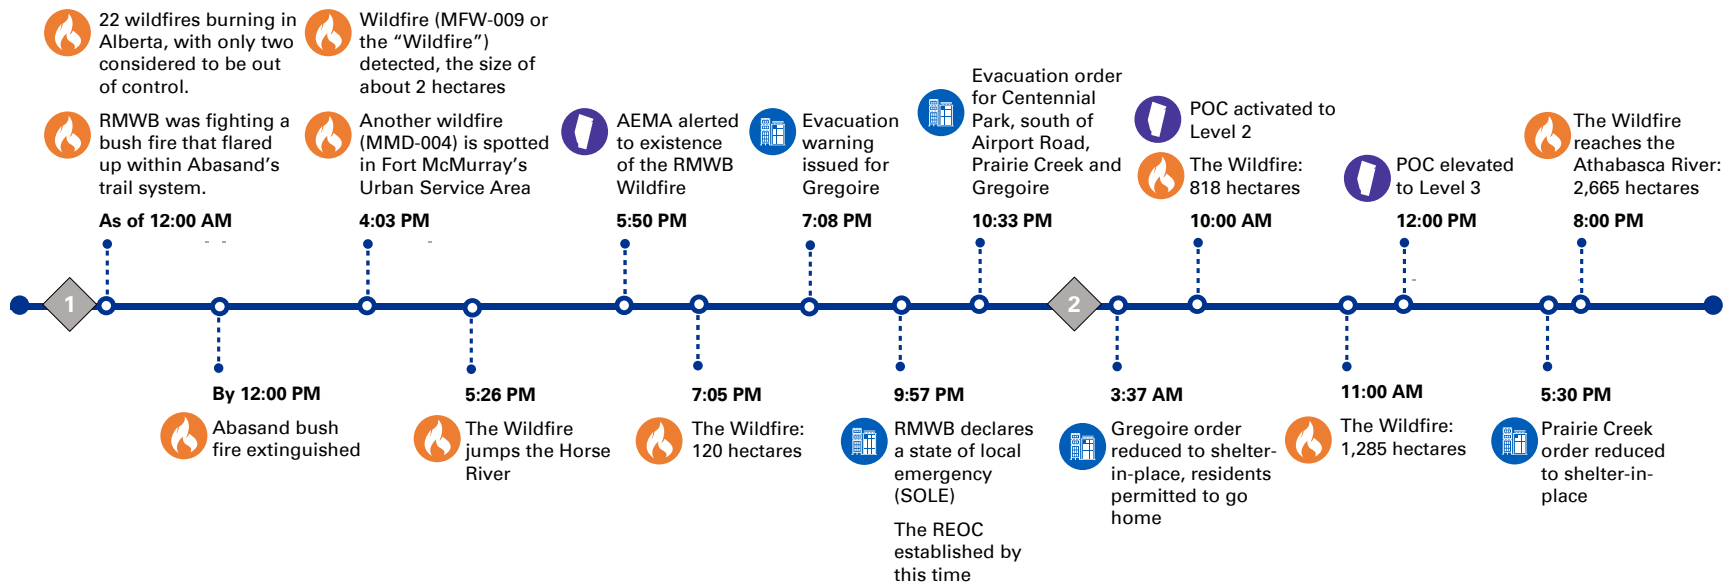 22 wildfires burning in
Alberta, with only two
considered to be out
of control.
RMWB was fighting a
bush fire that flared
up within Abasand's
trail system.
As of 12:00 AM
Wildfire (MFW-009 or
the “Wildfire”)
detected, the size of
about 2 hectares
Another wildfire
(MMD-004) is spotted
in Fort McMurray's
Urban Service Area
4:03 PM
AEMA alerted
to existence
of the RMWB
Wildfire
5:50 PM
Evacuation
warning
issued for
Gregoire
7:08 PM
Evacuation order
for Centennial
Park, south of
Airport Road,
Prairie Creek and
Gregoire
10:33 PM
POC activated to
Level 2
The Wildfire:
818 hectares
10:00 AM
POC elevated
to Level 3
12:00 PM
The Wildfire
reaches the
Athabasca River:
2,665 hectares
8:00 PM
1
2
By 12:00 PM
Abasand bush
fire extinguished
5:26 PM
The Wildfire
jumps the Horse
River
7:05 PM
The Wildfire:
120 hectares
9:57 PM
RMWB declares
a state of local
emergency
(SOLE)
The REOC
established by
this time
3:37 AM
Gregoire order
reduced to shelter-
in-place, residents
permitted to go
home
11:00 AM
The Wildfire:
1,285 hectares
5:30 PM
Prairie Creek
order reduced
to shelter-in-
place